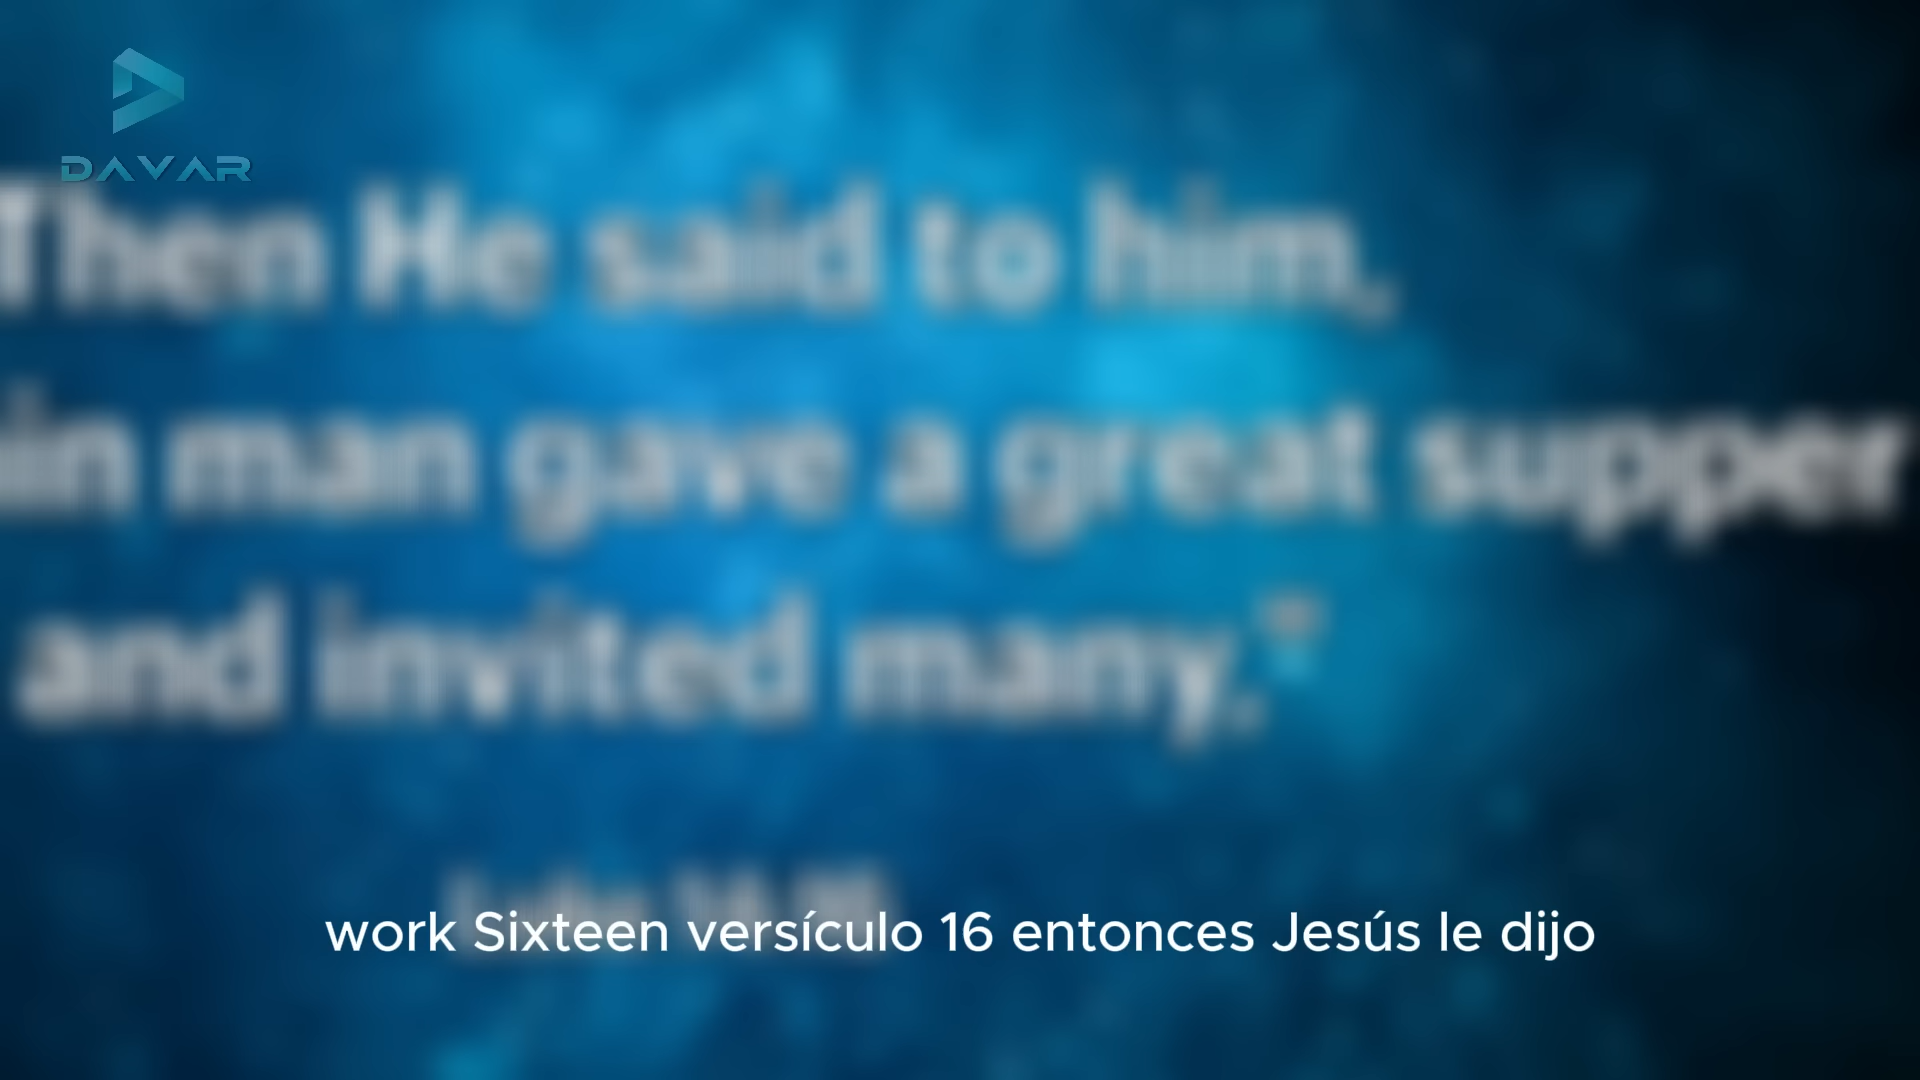 DAVAR
Then He said to him,
in man gave a great supper
and invited many."
work Sixteen versículo 16 entonces Jesús le dijo